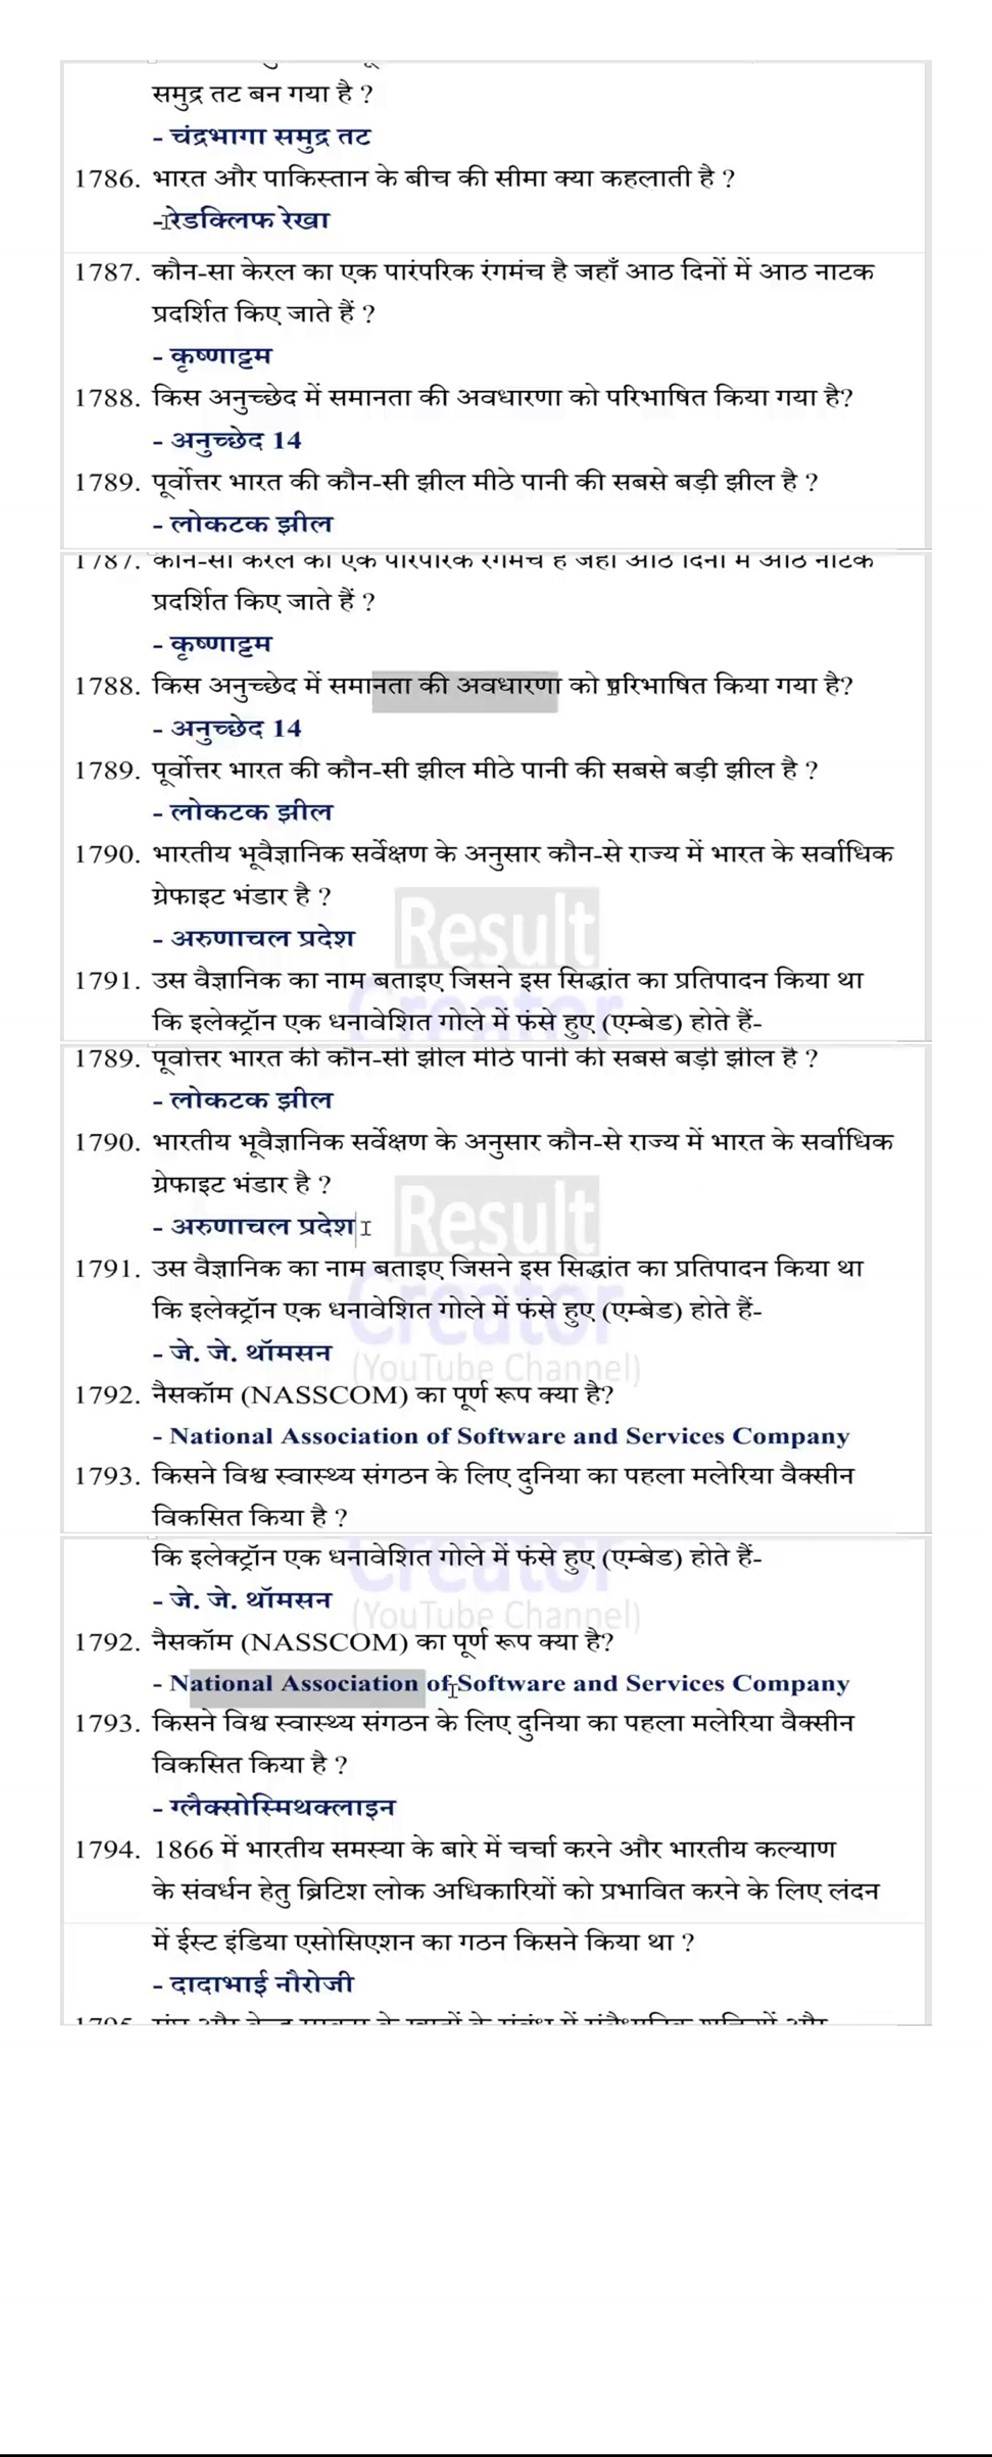 समुद्र तट बन गया है ?
- चंद्रभागा समुद्र तट
1786. भारत और पाकिस्तान के बीच की सीमा क्या कहलाती है ?
- रेडक्लिफ रेखा
1787. कौन-सा केरल का एक पारंपरिक रंगमंच है जहाँ आठ दिनों में आठ नाटक
प्रदर्शित किए जाते हैं ?
- कृष्णाट्टम
1788. किस अनुच्छेद में समानता की अवधारणा को परिभाषित किया गया है?
- अनुच्छेद 14
1789. पूर्वोत्तर भारत की कौन-सी झील मीठे पानी की सबसे बड़ी झील है ?
- लोकटक झील
1787. कौन-सा केरल का एक पारंपरिक रंगमंच है जहाँ आठ दिनों में आठ नाटक
प्रदर्शित किए जाते हैं ?
- कृष्णाट्टम
1788. किस अनुच्छेद में समानता की अवधारणा को परिभाषित किया गया है?
- अनुच्छेद 14
1789. पूर्वोत्तर भारत की कौन-सी झील मीठे पानी की सबसे बड़ी झील है ?
- लोकटक झील
1790. भारतीय भूवैज्ञानिक सर्वेक्षण के अनुसार कौन-से राज्य में भारत के सर्वाधिक
ग्रेफाइट भंडार है ?
Result
- अरुणाचल प्रदेश
1791. उस वैज्ञानिक का नाम बताइए जिसने इस सिद्धांत का प्रतिपादन किया था
Creator
कि इलेक्ट्रॉन एक धनावेशित गोले में फंसे हुए (एम्बेड) होते हैं-
1789. पूर्वोत्तर भारत की कौन-सी झील मीठे पानी की सबसे बड़ी झील है ?
- लोकटक झील
1790. भारतीय भूवैज्ञानिक सर्वेक्षण के अनुसार कौन-से राज्य में भारत के सर्वाधिक
ग्रेफाइट भंडार है ?
Result
- अरुणाचल प्रदेश
1791. उस वैज्ञानिक का नाम बताइए जिसने इस सिद्धांत का प्रतिपादन किया था
Creator
कि इलेक्ट्रॉन एक धनावेशित गोले में फंसे हुए (एम्बेड) होते हैं-
- जे. जे. थॉमसन
(YouTube Channel)
1792. नैसकॉम (NASSCOM) का पूर्ण रूप क्या है?
- National Association of Software and Services Company
1793. किसने विश्व स्वास्थ्य संगठन के लिए दुनिया का पहला मलेरिया वैक्सीन
विकसित किया है ?
Creator
कि इलेक्ट्रॉन एक धनावेशित गोले में फंसे हुए (एम्बेड) होते हैं-
- जे. जे. थॉमसन
(YouTube Channel)
1792. नैसकॉम (NASSCOM) का पूर्ण रूप क्या है?
- National Association of Software and Services Company
1793. किसने विश्व स्वास्थ्य संगठन के लिए दुनिया का पहला मलेरिया वैक्सीन
विकसित किया है ?
- ग्लैक्सोस्मिथक्लाइन
1794. 1866 में भारतीय समस्या के बारे में चर्चा करने और भारतीय कल्याण
के संवर्धन हेतु ब्रिटिश लोक अधिकारियों को प्रभावित करने के लिए लंदन
में ईस्ट इंडिया एसोसिएशन का गठन किसने किया था ?
- दादाभाई नौरोजी